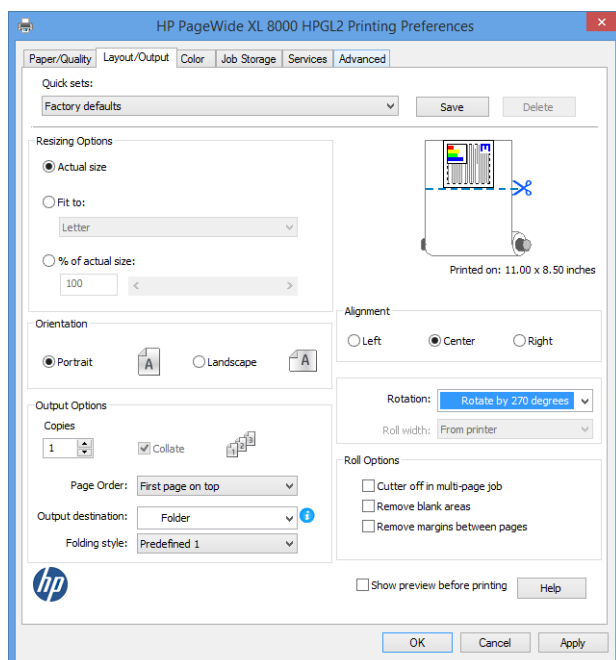 HP PageWide XL 8000 HPGL2 Printing Preferences
Paper/Quality Layout/Output Color Job Storage Services Advanced
Quick sets:
Factory defaults Save Delete
Resizing Options
Actual size
Fit to:
Letter
% of actual size:
100
Printed on: 11.00 x 8.50 inches
Orientation
Portrait A Landscape A
Alignment
Left Center Right
Rotation: Rotate by 270 degrees
Roll width: From printer
Output Options
Copies
1 Collate 1 2 3
Page Order: First page on top
Output destination: Folder i
Folding style: Predefined 1
Roll Options
Cutter off in multi-page job
Remove blank areas
Remove margins between pages
hp
Show preview before printing Help
OK Cancel Apply